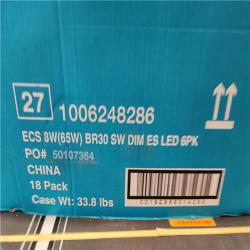 27 1006248286
ECS 8W(65W) BR30 SW DIM ES LED 6PK
PO# 50107364
CHINA
18 Pack
Case Wt: 33.8 lbs